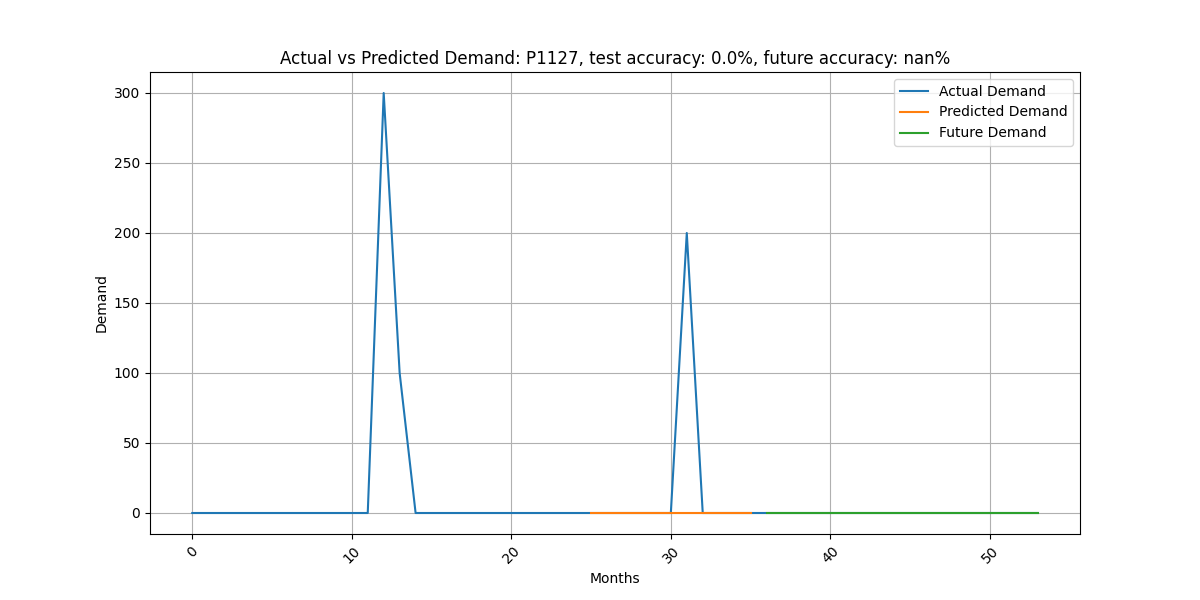 Actual vs Predicted Demand: P1127, test accuracy: 0.0%, future accuracy: nan%
Actual Demand
Predicted Demand
Future Demand
300
250
200
150
100
50
0
Demand
0
10
20
30
40
50
Months